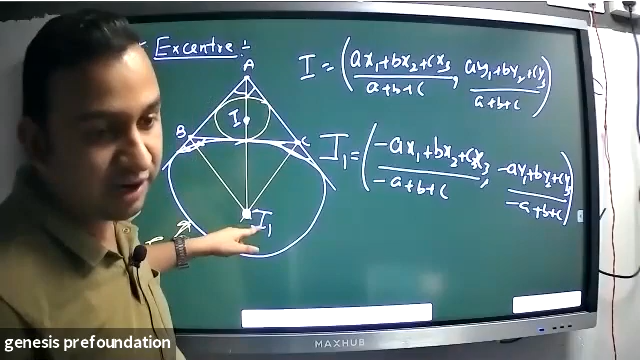 Excentre :-
A
B
C
I
I₁
I = (ax₁+bx₂+cx₃/a+b+c, ay₁+by₂+cy₃/a+b+c)
I₁ = (-ax₁+bx₂+cx₃/-a+b+c, -ay₁+by₂+cy₃/-a+b+c)
MAXHUB
genesis prefoundation